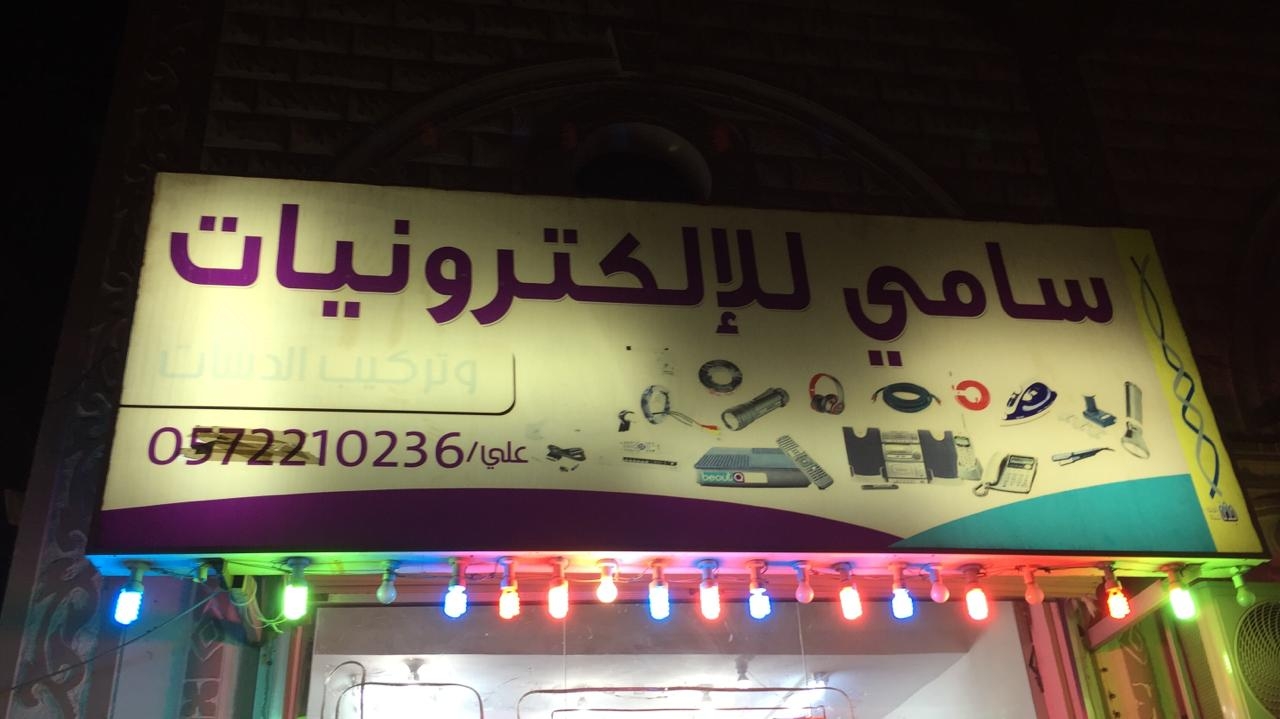 سامي للإلكترونيات
وتركيب الدشات
علي/0572210236